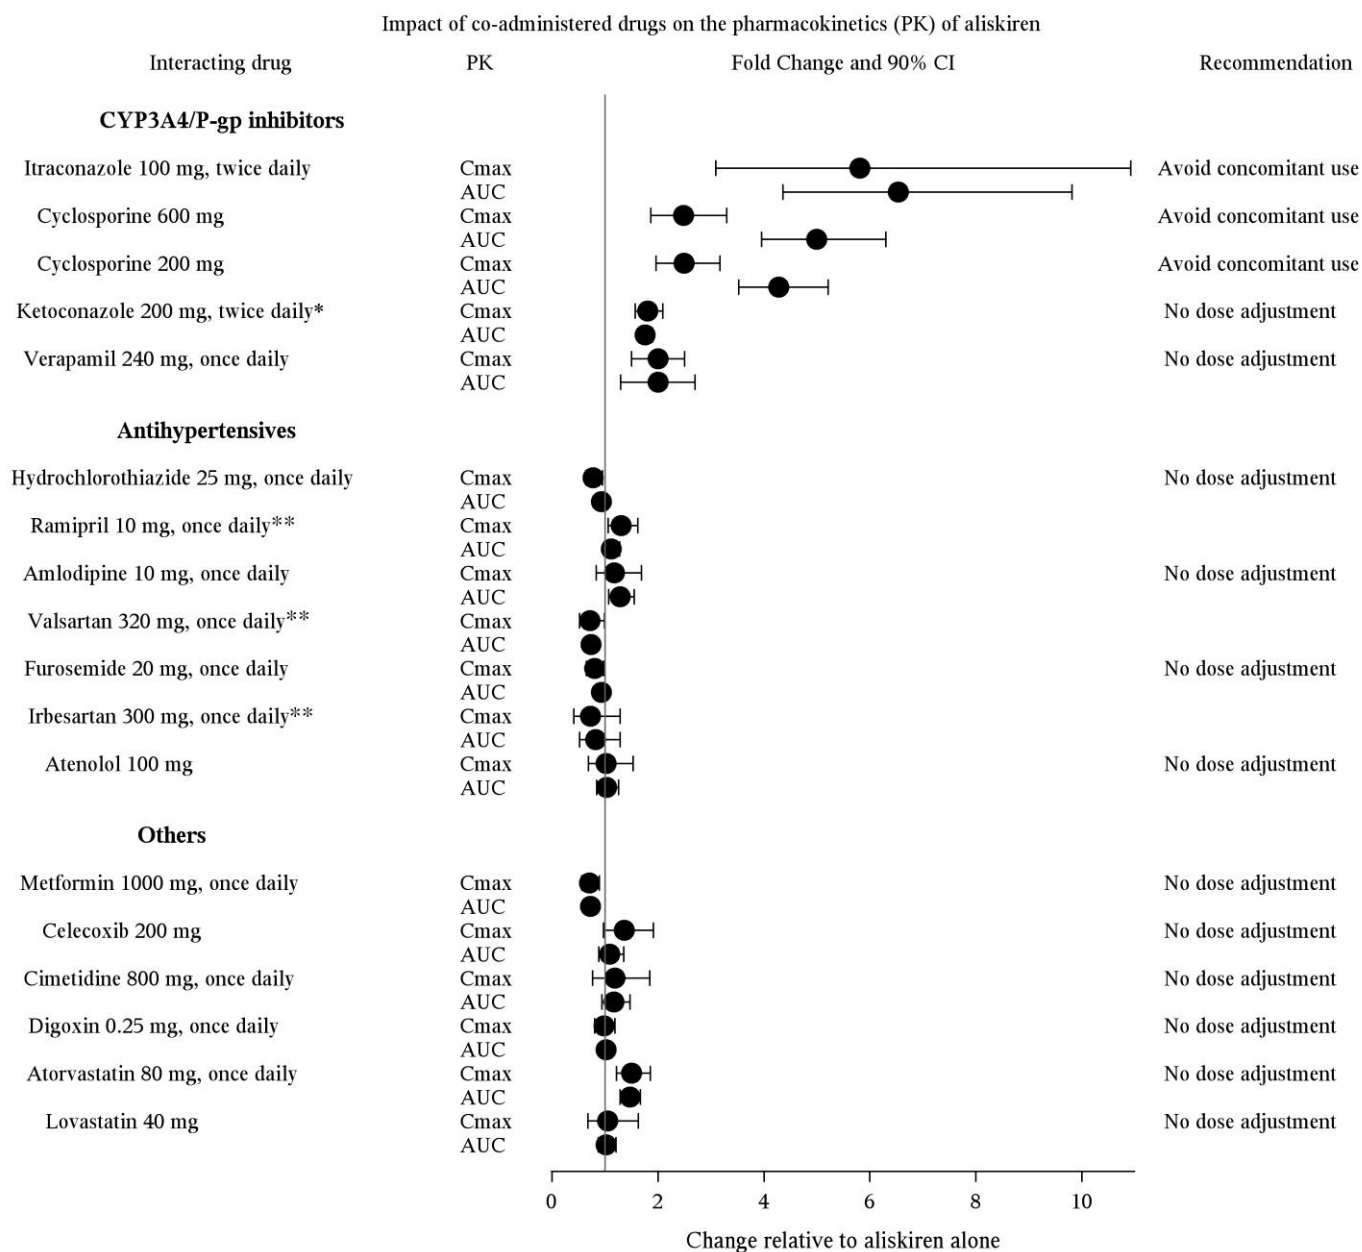 Impact of co-administered drugs on the pharmacokinetics (PK) of aliskiren
Interacting drug PK Fold Change and 90% CI Recommendation
CYP3A4/P-gp inhibitors
Itraconazole 100 mg, twice daily Cmax Avoid concomitant use
AUC
Cyclosporine 600 mg Cmax Avoid concomitant use
AUC
Cyclosporine 200 mg Cmax Avoid concomitant use
AUC
Ketoconazole 200 mg, twice daily* Cmax No dose adjustment
AUC
Verapamil 240 mg, once daily Cmax No dose adjustment
AUC
Antihypertensives
Hydrochlorothiazide 25 mg, once daily Cmax No dose adjustment
AUC
Ramipril 10 mg, once daily** Cmax
AUC
Amlodipine 10 mg, once daily Cmax No dose adjustment
AUC
Valsartan 320 mg, once daily** Cmax
AUC
Furosemide 20 mg, once daily Cmax No dose adjustment
AUC
Irbesartan 300 mg, once daily** Cmax
AUC
Atenolol 100 mg Cmax No dose adjustment
AUC
Others
Metformin 1000 mg, once daily Cmax No dose adjustment
AUC
Celecoxib 200 mg Cmax No dose adjustment
AUC
Cimetidine 800 mg, once daily Cmax No dose adjustment
AUC
Digoxin 0.25 mg, once daily Cmax No dose adjustment
AUC
Atorvastatin 80 mg, once daily Cmax No dose adjustment
AUC
Lovastatin 40 mg Cmax No dose adjustment
AUC
0 2 4 6 8 10
Change relative to aliskiren alone